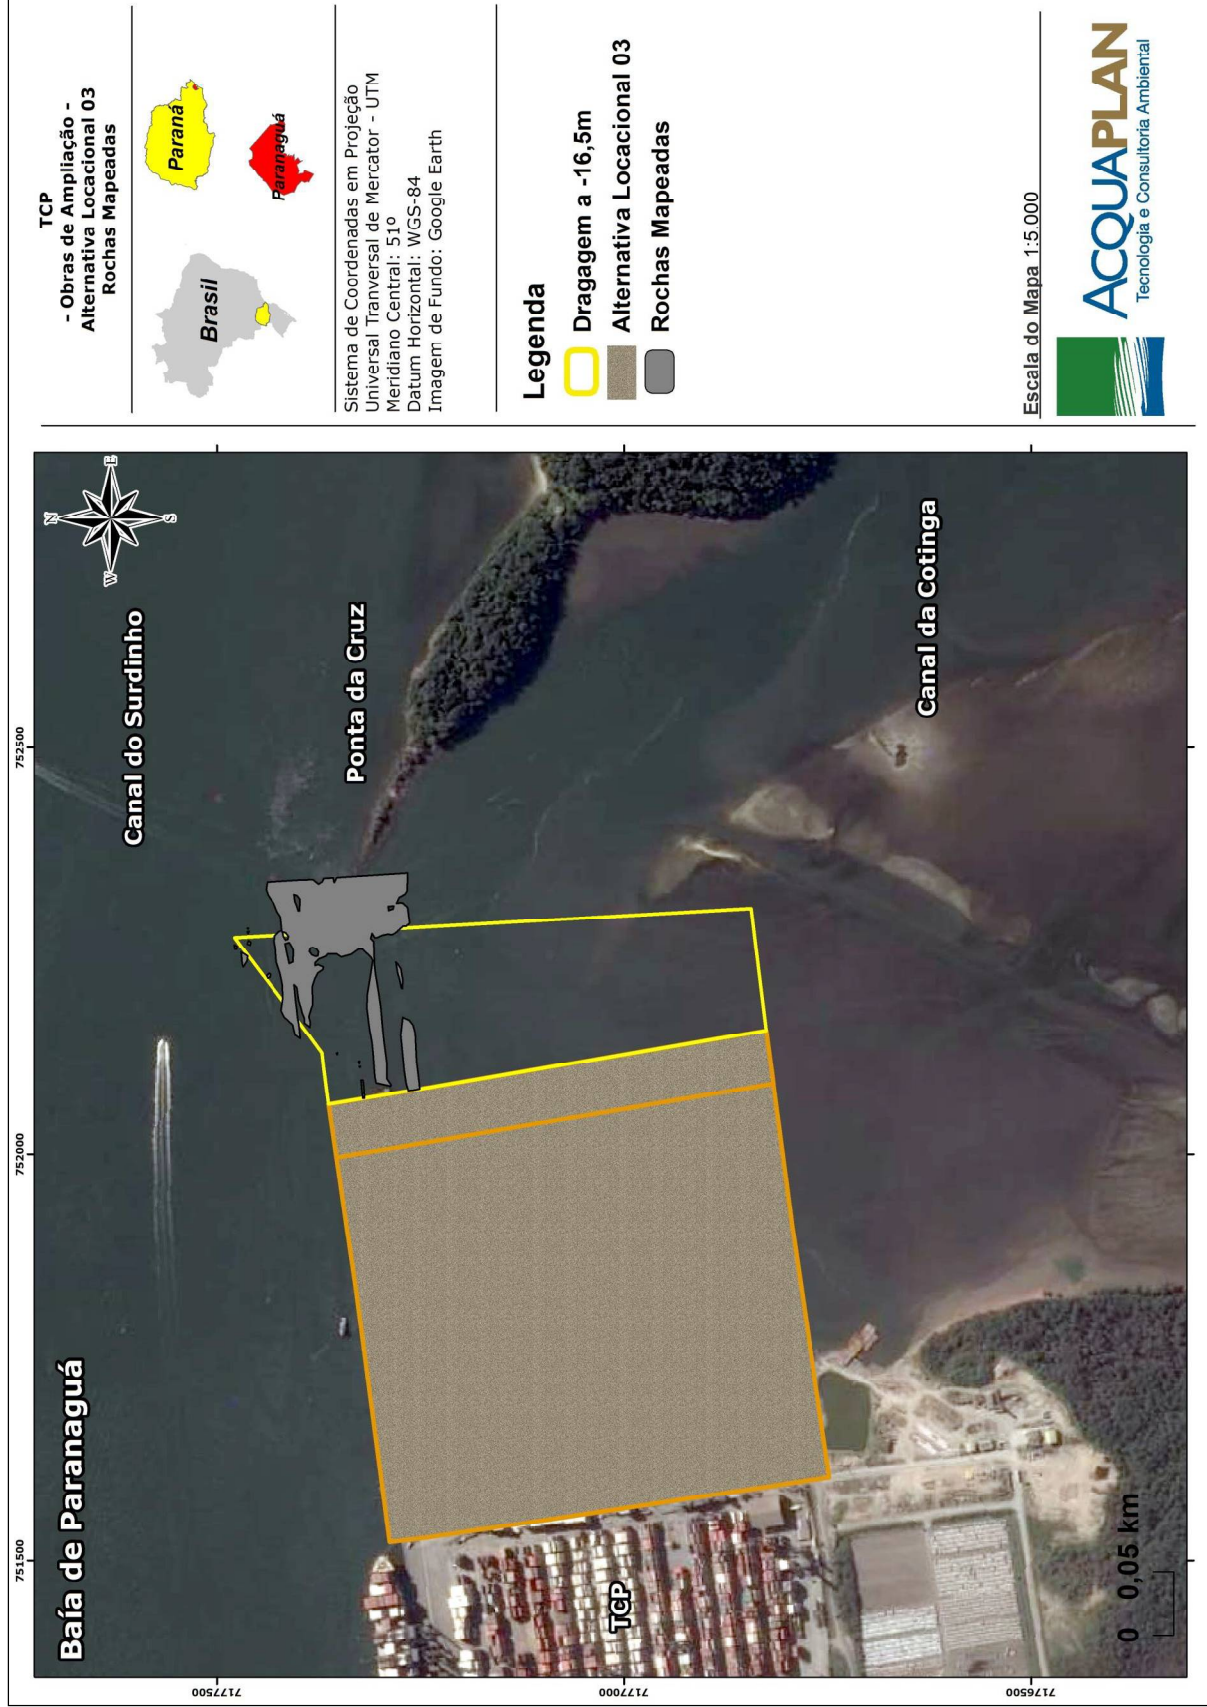 TCP
- Obras de Ampliação -
Alternativa Locacional 03
Rochas Mapeadas
Brasil
Paraná
Paranaguá
Sistema de Coordenadas em Projeção
Universal Tranversal de Mercator - UTM
Meridiano Central: 51º
Datum Horizontal: WGS-84
Imagem de Fundo: Google Earth
Legenda
Dragagem a -16,5m
Alternativa Locacional 03
Rochas Mapeadas
Escala do Mapa 1:5.000
ACQUAPLAN
Tecnologia e Consultoria Ambiental
751500
752000
752500
7177500
7177000
7176500
Baía de Paranaguá
Canal do Surdinho
N
W
E
S
Ponta da Cruz
Canal da Cotinga
TCP
0 0,05 km